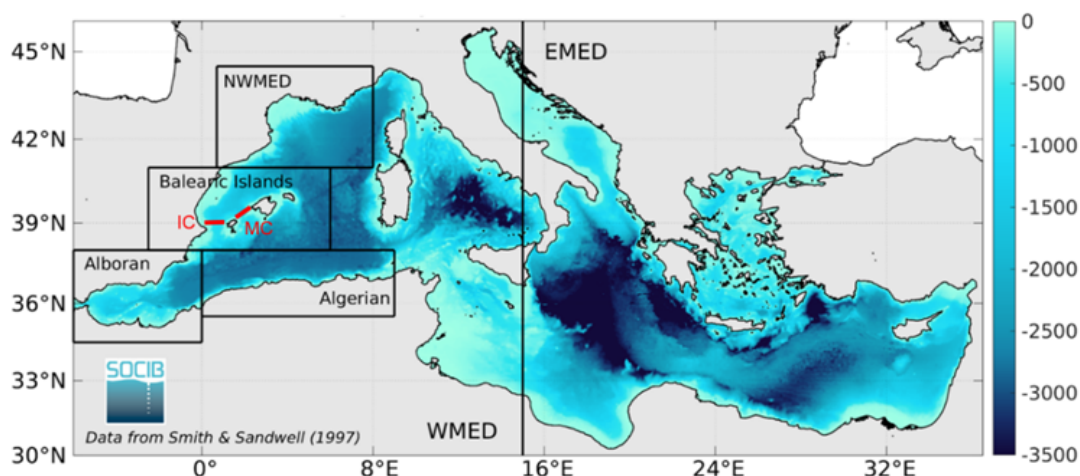 45°N
42°N
39°N
36°N
33°N
30°N
EMED
NWMED
Balearic Islands
IC
MC
Alboran
Algerian
SOCIB
WMED
Data from Smith & Sandwell (1997)
0°
8°E
16°E
24°E
32°E
0
-500
-1000
-1500
-2000
-2500
-3000
-3500